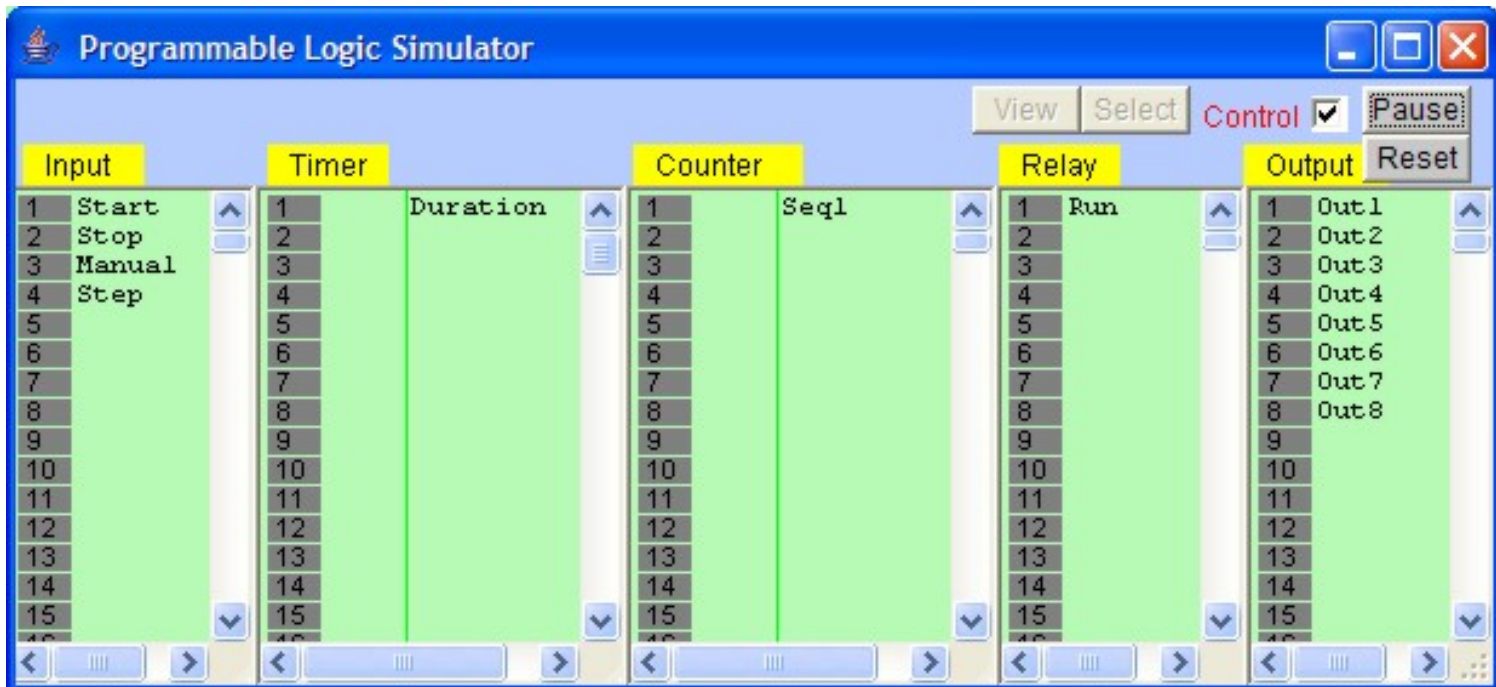 Programmable Logic Simulator
View Select Control Pause
Reset
Input Timer Counter Relay Output
1 Start 1 Duration 1 Seq1 1 Run 1 Out1
2 Stop 2 2 2 2 Out2
3 Manual 3 3 3 3 Out3
4 Step 4 4 4 4 Out4
5 5 5 5 5 Out5
6 6 6 6 6 Out6
7 7 7 7 7 Out7
8 8 8 8 8 Out8
9 9 9 9 9
10 10 10 10 10
11 11 11 11 11
12 12 12 12 12
13 13 13 13 13
14 14 14 14 14
15 15 15 15 15